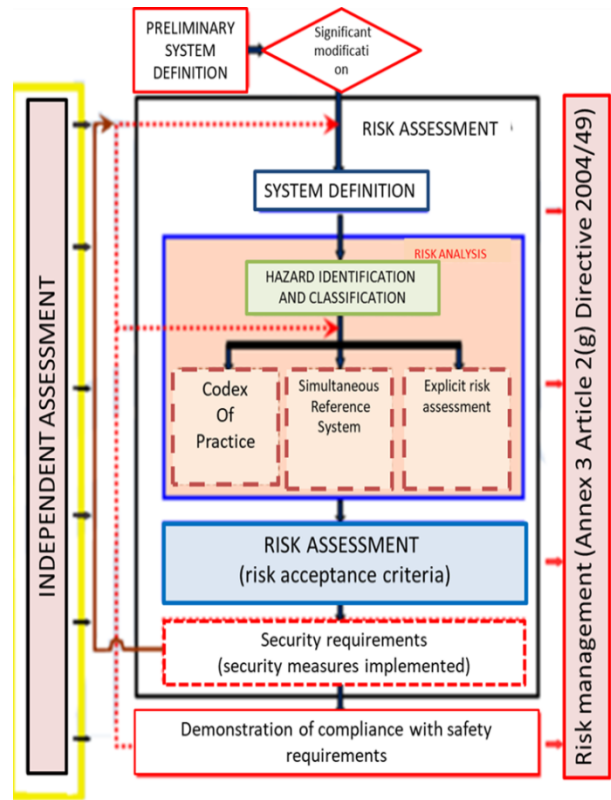 PRELIMINARY
SYSTEM
DEFINITION
Significant
modificati
on
RISK ASSESSMENT
SYSTEM DEFINITION
RISK ANALYSIS
HAZARD IDENTIFICATION
AND CLASSIFICATION
Codex
Of
Practice
Simultaneous
Reference
System
Explicit risk
assessment
RISK ASSESSMENT
(risk acceptance criteria)
Security requirements
(security measures implemented)
Demonstration of compliance with safety
requirements
INDEPENDENT ASSESSMENT
Risk management (Annex 3 Article 2(g) Directive 2004/49)